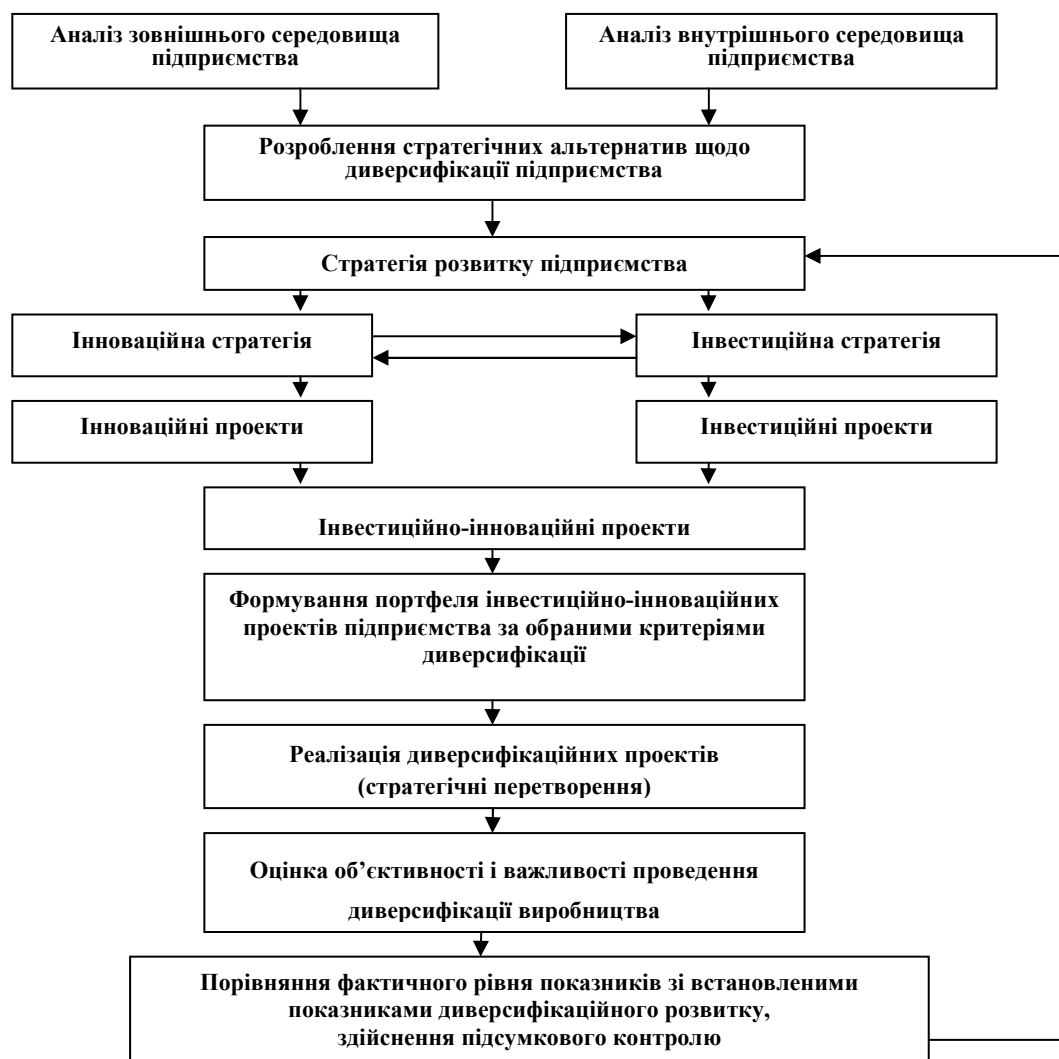 Аналіз зовнішнього середовища
підприємства
Аналіз внутрішнього середовища
підприємства
Розроблення стратегічних альтернатив щодо
диверсифікації підприємства
Стратегія розвитку підприємства
Інноваційна стратегія
Інвестиційна стратегія
Інноваційні проекти
Інвестиційні проекти
Інвестиційно-інноваційні проекти
Формування портфеля інвестиційно-інноваційних
проектів підприємства за обраними критеріями
диверсифікації
Реалізація диверсифікаційних проектів
(стратегічні перетворення)
Оцінка об’єктивності і важливості проведення
диверсифікації виробництва
Порівняння фактичного рівня показників зі встановленими
показниками диверсифікаційного розвитку,
здійснення підсумкового контролю